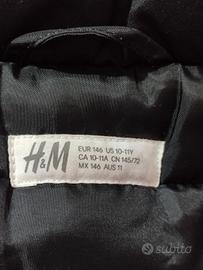 H&M
EUR 146 US 10-11Y
CA 10-11A CN 145/72
MX 146 AUS 11
subito